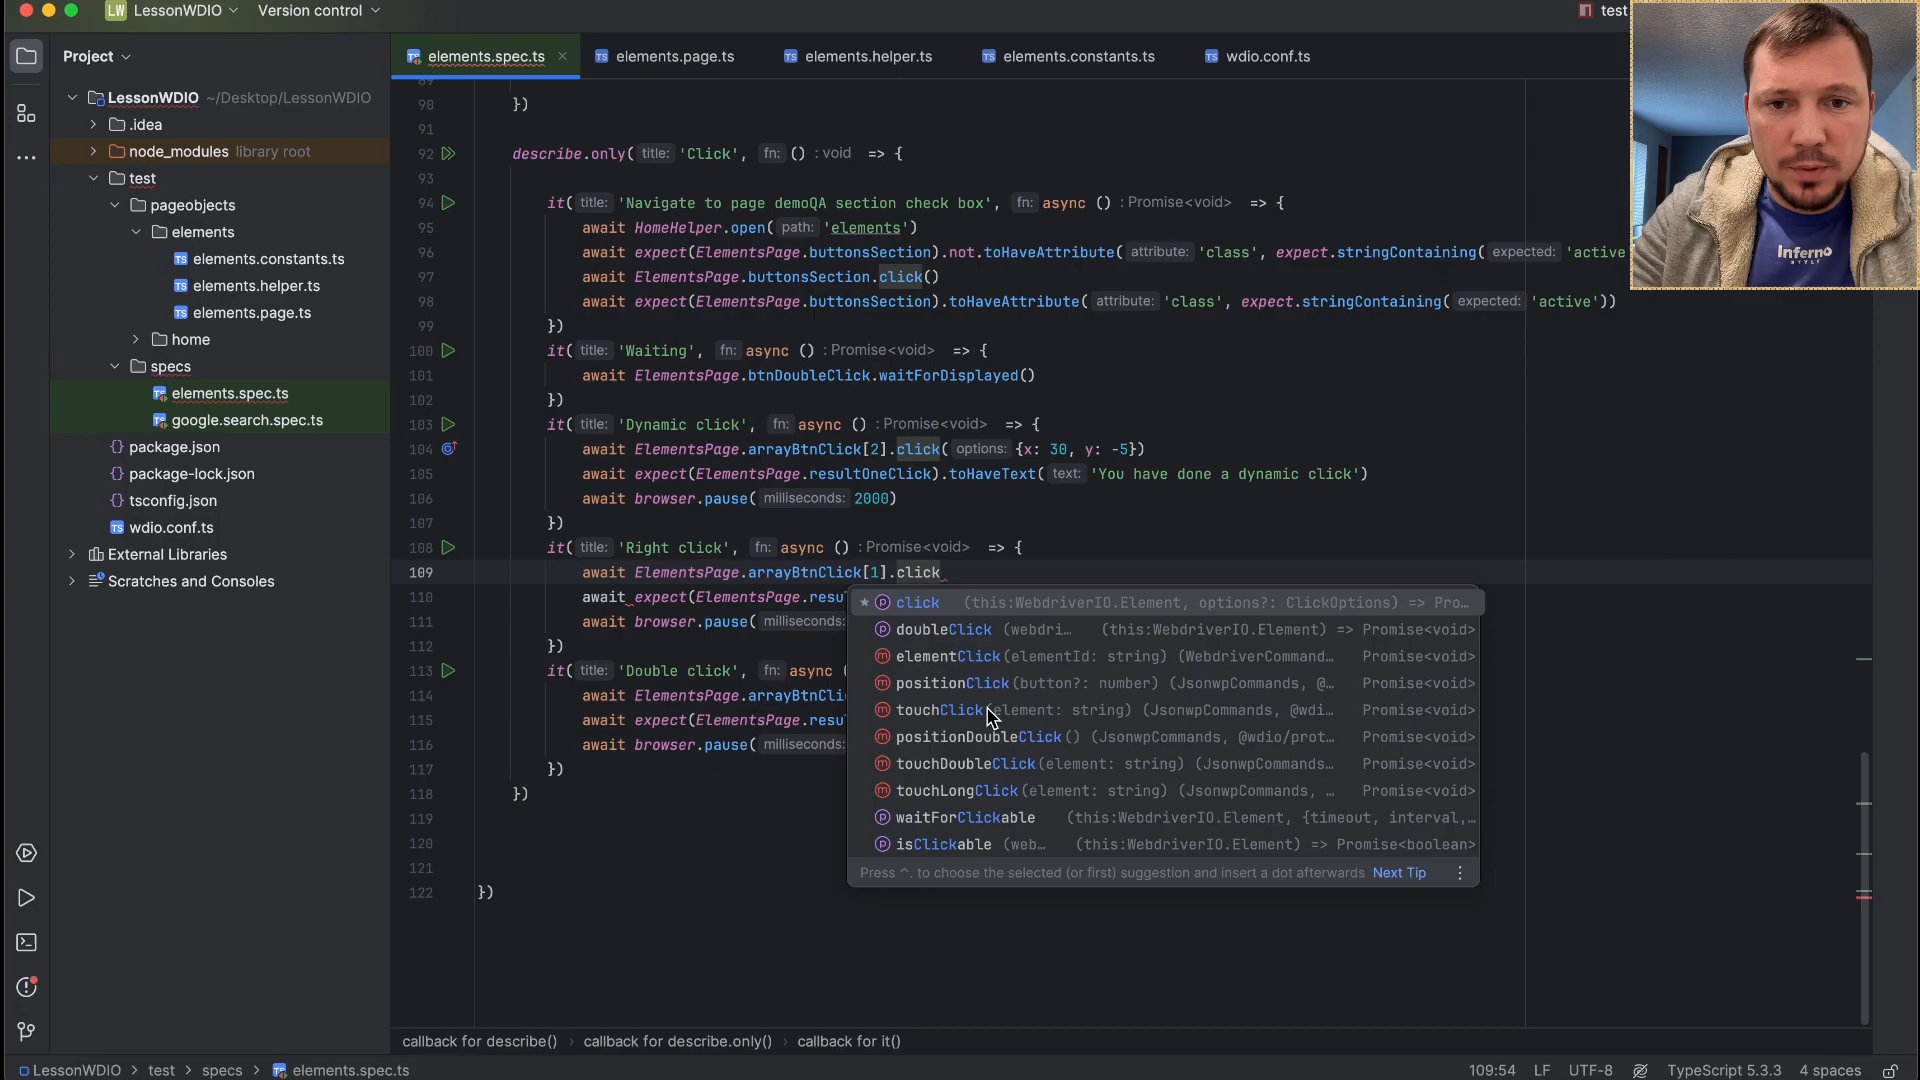 LW LessonWDIO Version control test
Project
elements.spec.ts elements.page.ts elements.helper.ts elements.constants.ts wdio.conf.ts
LessonWDIO ~/Desktop/LessonWDIO
.idea
node_modules library root
test
pageobjects
elements
elements.constants.ts
elements.helper.ts
elements.page.ts
home
specs
elements.spec.ts
google.search.spec.ts
package.json
package-lock.json
tsconfig.json
wdio.conf.ts
External Libraries
Scratches and Consoles
89
90 })
91
92 describe.only( title: 'Click', fn: () :void => {
93
94 it( title: 'Navigate to page demoQA section check box', fn: async () :Promise<void> => {
95 await HomeHelper.open( path: 'elements')
96 await expect(ElementsPage.buttonsSection).not.toHaveAttribute( attribute: 'class', expect.stringContaining( expected: 'active
97 await ElementsPage.buttonsSection.click()
98 await expect(ElementsPage.buttonsSection).toHaveAttribute( attribute: 'class', expect.stringContaining( expected: 'active'))
99 })
100 it( title: 'Waiting', fn: async () :Promise<void> => {
101 await ElementsPage.btnDoubleClick.waitForDisplayed()
102 })
103 it( title: 'Dynamic click', fn: async () :Promise<void> => {
104 await ElementsPage.arrayBtnClick[2].click( options: {x: 30, y: -5})
105 await expect(ElementsPage.resultOneClick).toHaveText( text: 'You have done a dynamic click')
106 await browser.pause( milliseconds: 2000)
107 })
108 it( title: 'Right click', fn: async () :Promise<void> => {
109 await ElementsPage.arrayBtnClick[1].click
110 await expect(ElementsPage.resu
111 await browser.pause( milliseconds:
112 })
113 it( title: 'Double click', fn: async (
114 await ElementsPage.arrayBtnCli
115 await expect(ElementsPage.resu
116 await browser.pause( milliseconds:
117 })
118 })
119
120
121
122 })
click (this:WebdriverIO.Element, options?: ClickOptions) => Pro…
doubleClick (webdri… (this:WebdriverIO.Element) => Promise<void>
elementClick(elementId: string) (WebdriverCommand… Promise<void>
positionClick(button?: number) (JsonwpCommands, @… Promise<void>
touchClick(element: string) (JsonwpCommands, @wdi… Promise<void>
positionDoubleClick() (JsonwpCommands, @wdio/prot… Promise<void>
touchDoubleClick(element: string) (JsonwpCommands… Promise<void>
touchLongClick(element: string) (JsonwpCommands, … Promise<void>
waitForClickable (this:WebdriverIO.Element, {timeout, interval,…
isClickable (web… (this:WebdriverIO.Element) => Promise<boolean>
Press ^. to choose the selected (or first) suggestion and insert a dot afterwards Next Tip
callback for describe() › callback for describe.only() › callback for it()
LessonWDIO › test › specs › elements.spec.ts 109:54 LF UTF-8 TypeScript 5.3.3 4 spaces
Inferno
STYLE